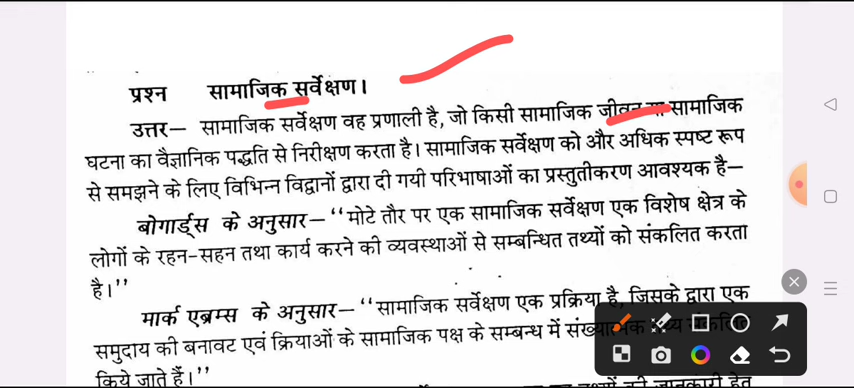 प्रश्न सामाजिक सर्वेक्षण।
उत्तर— सामाजिक सर्वेक्षण वह प्रणाली है, जो किसी सामाजिक जीवन या सामाजिक
घटना का वैज्ञानिक पद्धति से निरीक्षण करता है। सामाजिक सर्वेक्षण को और अधिक स्पष्ट रूप
से समझने के लिए विभिन्न विद्वानों द्वारा दी गयी परिभाषाओं का प्रस्तुतीकरण आवश्यक है—
बोगार्ड्स के अनुसार—‘‘मोटे तौर पर एक सामाजिक सर्वेक्षण एक विशेष क्षेत्र के
लोगों के रहन-सहन तथा कार्य करने की व्यवस्थाओं से सम्बन्धित तथ्यों को संकलित करता
है।’’
मार्क एब्रम्स के अनुसार—‘‘सामाजिक सर्वेक्षण एक प्रक्रिया है, जिसके द्वारा एक
समुदाय की बनावट एवं क्रियाओं के सामाजिक पक्ष के सम्बन्ध में
किये जाते हैं।’’